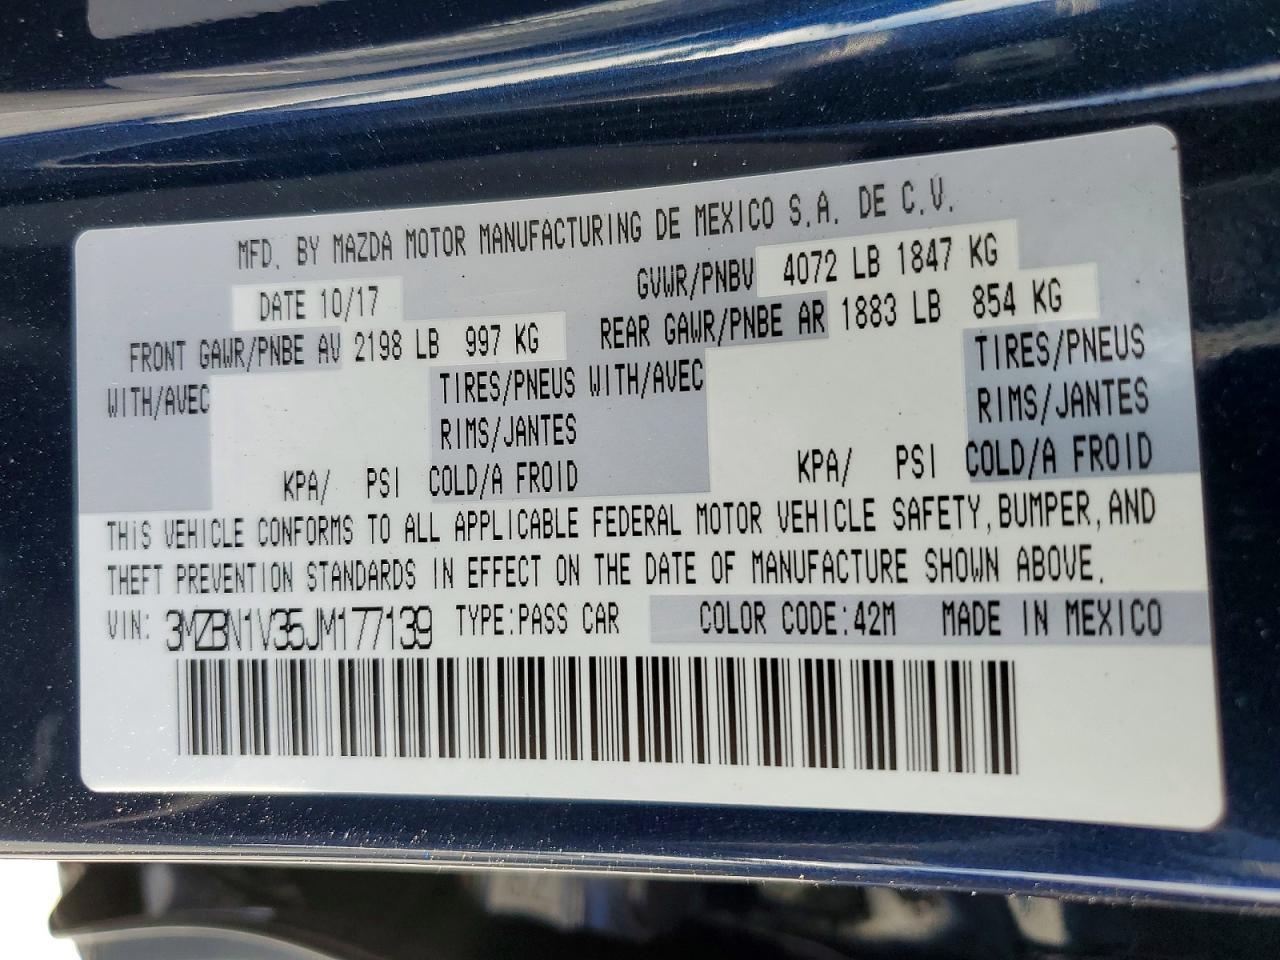 MFD. BY MAZDA MOTOR MANUFACTURING DE MEXICO S.A. DE C.V.
DATE 10/17 GVWR/PNBV 4072 LB 1847 KG
FRONT GAWR/PNBE AV 2198 LB 997 KG REAR GAWR/PNBE AR 1883 LB 854 KG
WITH/AVEC TIRES/PNEUS WITH/AVEC TIRES/PNEUS
RIMS/JANTES RIMS/JANTES
KPA/ PSI COLD/A FROID KPA/ PSI COLD/A FROID
THIS VEHICLE CONFORMS TO ALL APPLICABLE FEDERAL MOTOR VEHICLE SAFETY, BUMPER, AND
THEFT PREVENTION STANDARDS IN EFFECT ON THE DATE OF MANUFACTURE SHOWN ABOVE.
VIN: 3MZBN1V35JM177139 TYPE:PASS CAR COLOR CODE:42M MADE IN MEXICO